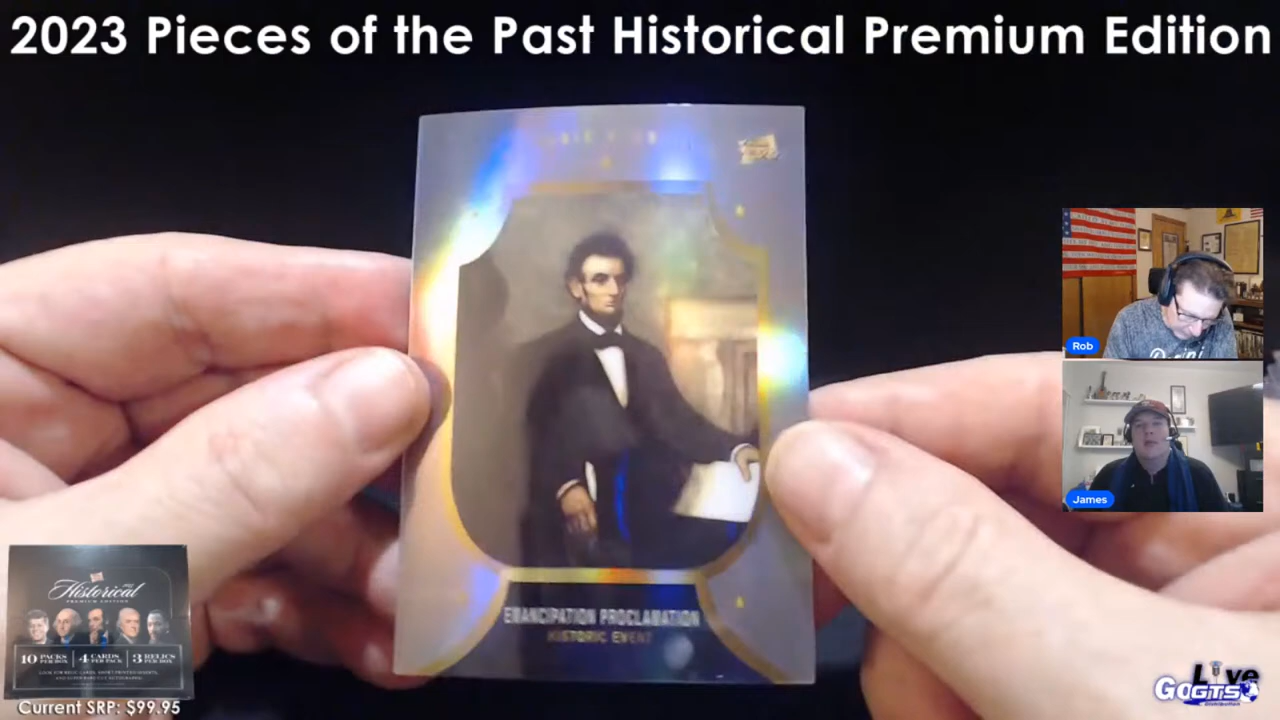 2023 Pieces of the Past Historical Premium Edition
EMANCIPATION PROCLAMATION
HISTORIC EVENT
Rob
James
Historical
PREMIUM EDITION
10 PACKS PER BOX | 4 CARDS PER PACK | 3 RELICS PER BOX
Current SRP: $99.95
Live
GOGTS